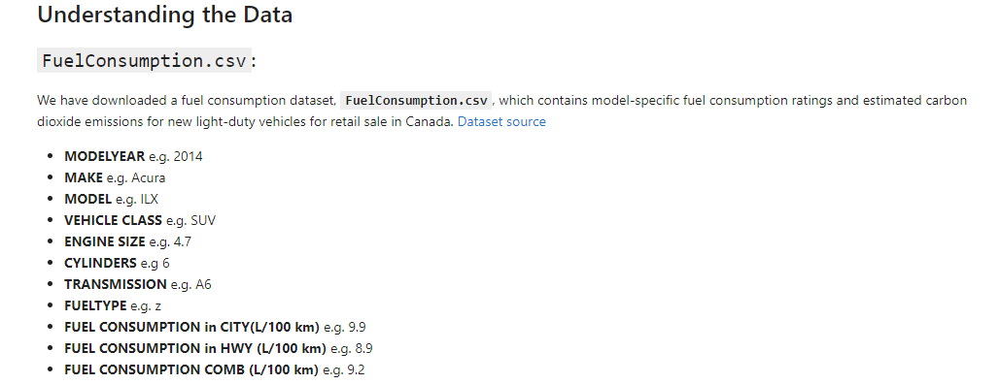 Understanding the Data
FuelConsumption.csv:
We have downloaded a fuel consumption dataset, FuelConsumption.csv, which contains model-specific fuel consumption ratings and estimated carbon
dioxide emissions for new light-duty vehicles for retail sale in Canada. Dataset source
• MODELYEAR e.g. 2014
• MAKE e.g. Acura
• MODEL e.g. ILX
• VEHICLE CLASS e.g. SUV
• ENGINE SIZE e.g. 4.7
• CYLINDERS e.g 6
• TRANSMISSION e.g. A6
• FUELTYPE e.g. z
• FUEL CONSUMPTION in CITY(L/100 km) e.g. 9.9
• FUEL CONSUMPTION in HWY (L/100 km) e.g. 8.9
• FUEL CONSUMPTION COMB (L/100 km) e.g. 9.2